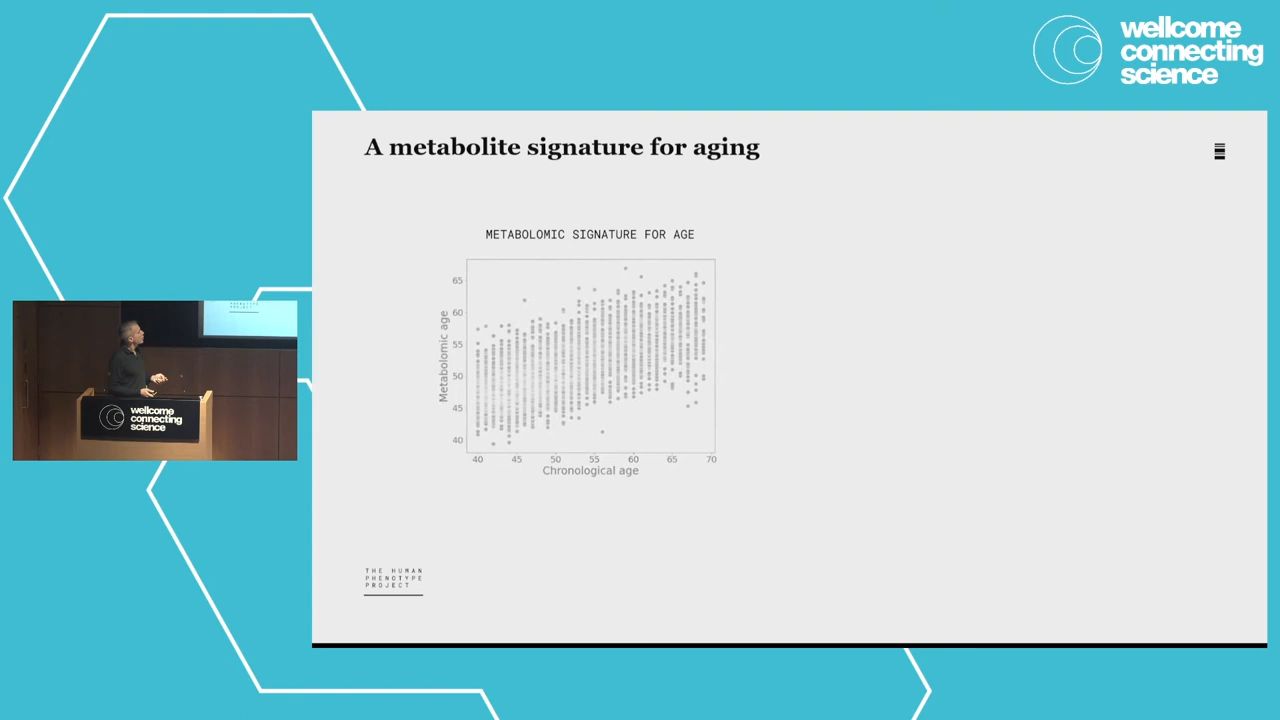 wellcome
connecting
science
A metabolite signature for aging
METABOLOMIC SIGNATURE FOR AGE
Metabolomic age
65
60
55
50
45
40
40 45 50 55 60 65 70
Chronological age
THE HUMAN
PHENOTYPE
PROJECT
wellcome
connecting
science